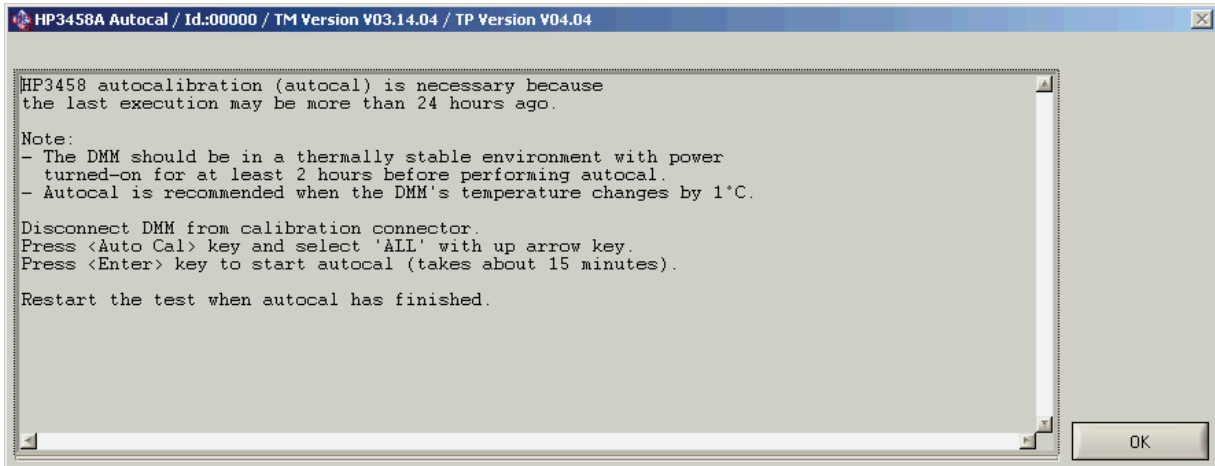 HP3458A Autocal / Id.:00000 / TM Version V03.14.04 / TP Version V04.04
HP3458 autocalibration (autocal) is necessary because
the last execution may be more than 24 hours ago.
Note:
- The DMM should be in a thermally stable environment with power
turned-on for at least 2 hours before performing autocal.
- Autocal is recommended when the DMM's temperature changes by 1°C.
Disconnect DMM from calibration connector.
Press <Auto Cal> key and select 'ALL' with up arrow key.
Press <Enter> key to start autocal (takes about 15 minutes).
Restart the test when autocal has finished.
OK